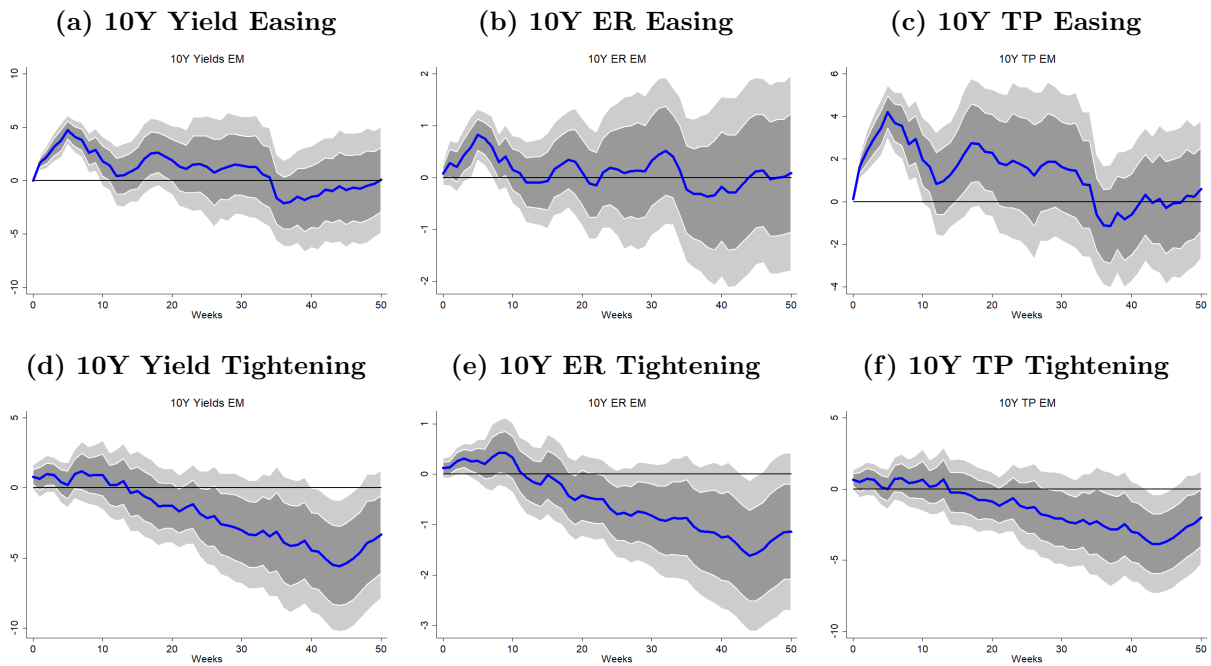 (a) 10Y Yield Easing
10Y Yields EM
10
5
0
-5
-10
0 10 20 30 40 50
Weeks
(b) 10Y ER Easing
10Y ER EM
2
1
0
-1
-2
0 10 20 30 40 50
Weeks
(c) 10Y TP Easing
10Y TP EM
6
4
2
0
-2
-4
0 10 20 30 40 50
Weeks
(d) 10Y Yield Tightening
10Y Yields EM
5
0
-5
-10
0 10 20 30 40 50
Weeks
(e) 10Y ER Tightening
10Y ER EM
1
0
-1
-2
-3
0 10 20 30 40 50
Weeks
(f) 10Y TP Tightening
10Y TP EM
5
0
-5
-10
0 10 20 30 40 50
Weeks